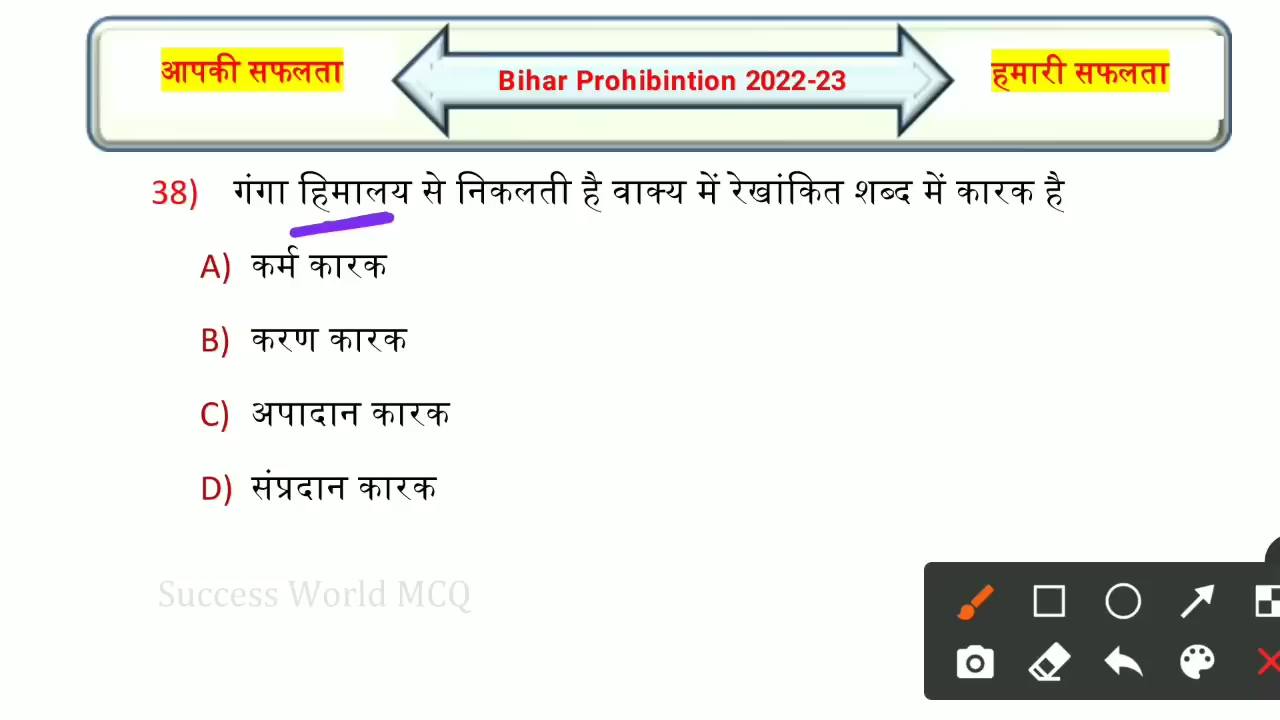 आपकी सफलता
Bihar Prohibintion 2022-23
हमारी सफलता
38) गंगा हिमालय से निकलती है वाक्य में रेखांकित शब्द में कारक है
A) कर्म कारक
B) करण कारक
C) अपादान कारक
D) संप्रदान कारक
Success World MCQ